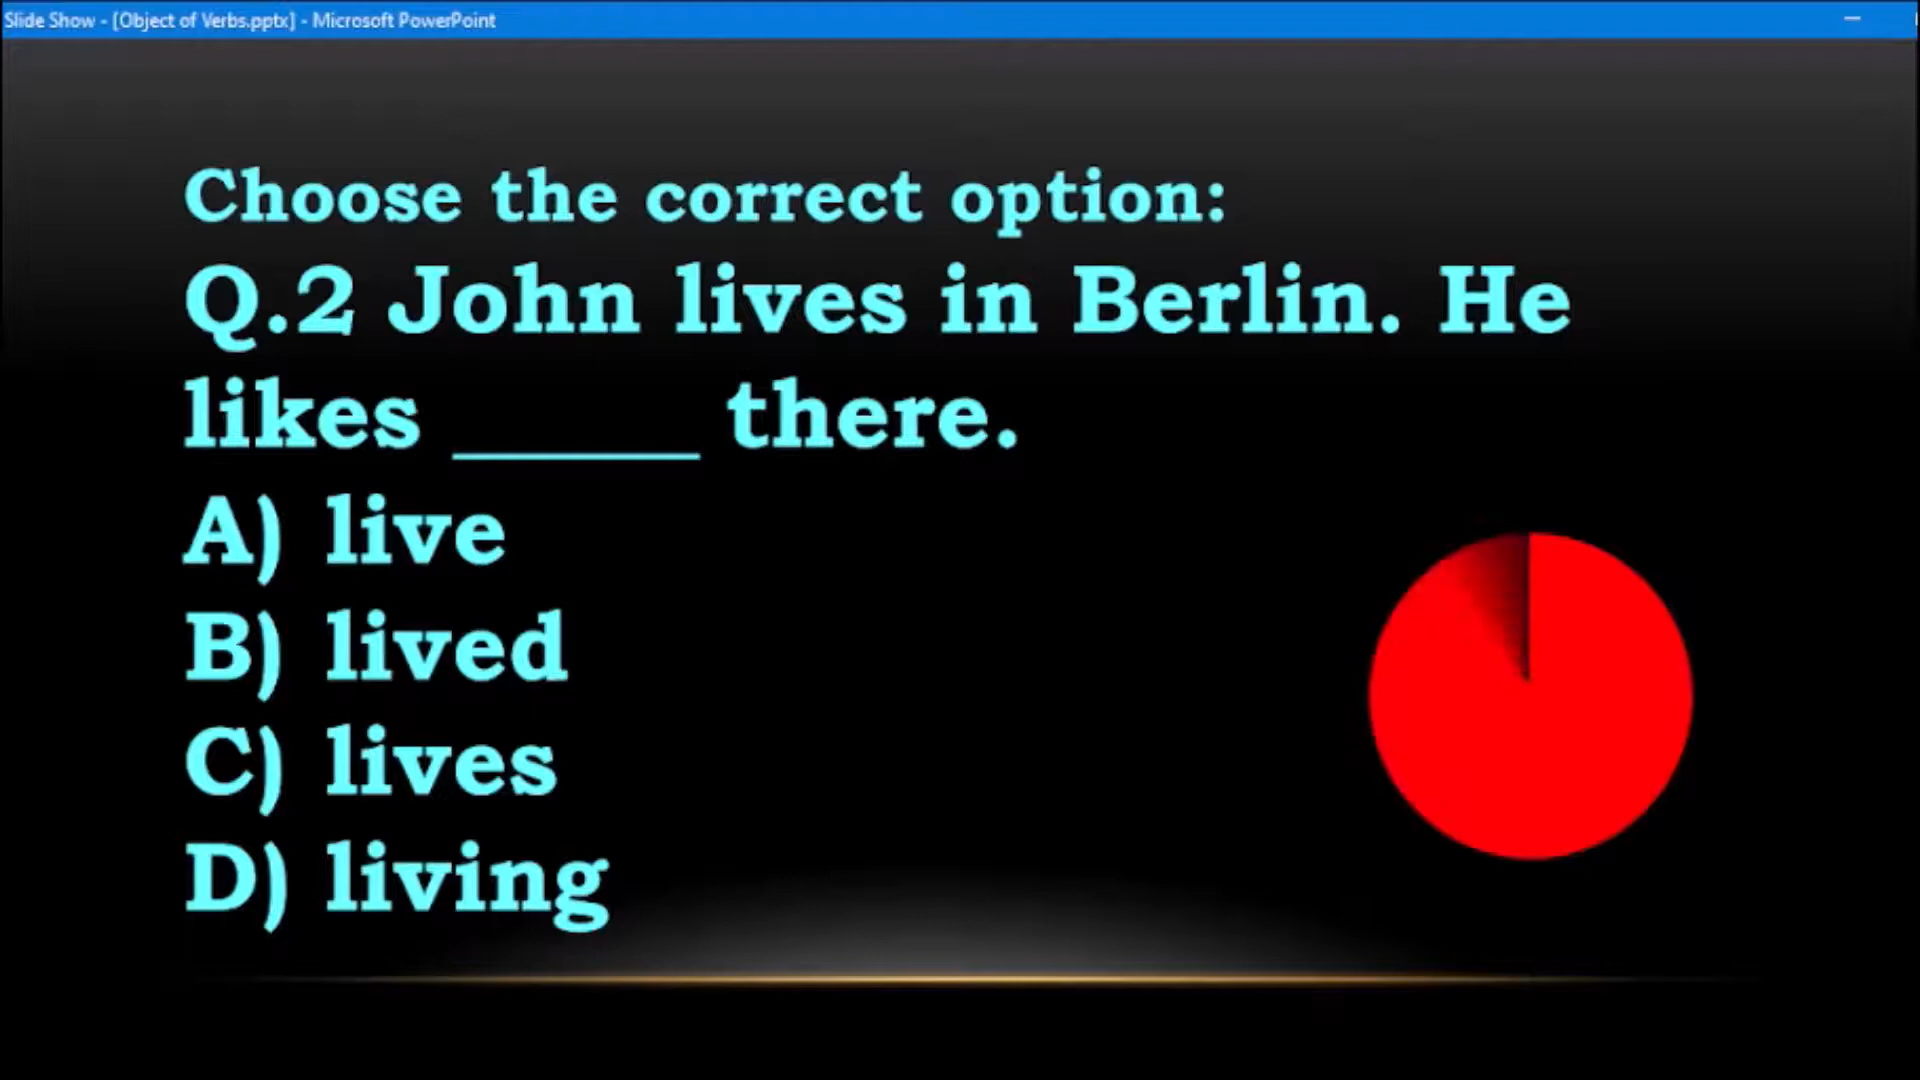 Slide Show - [Object of Verbs.pptx] - Microsoft PowerPoint
Choose the correct option:
Q.2 John lives in Berlin. He
likes _____ there.
A) live
B) lived
C) lives
D) living